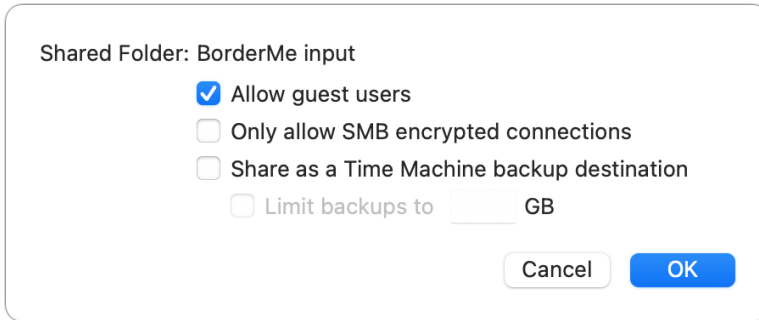 Shared Folder: BorderMe input
Allow guest users
Only allow SMB encrypted connections
Share as a Time Machine backup destination
Limit backups to GB
Cancel OK